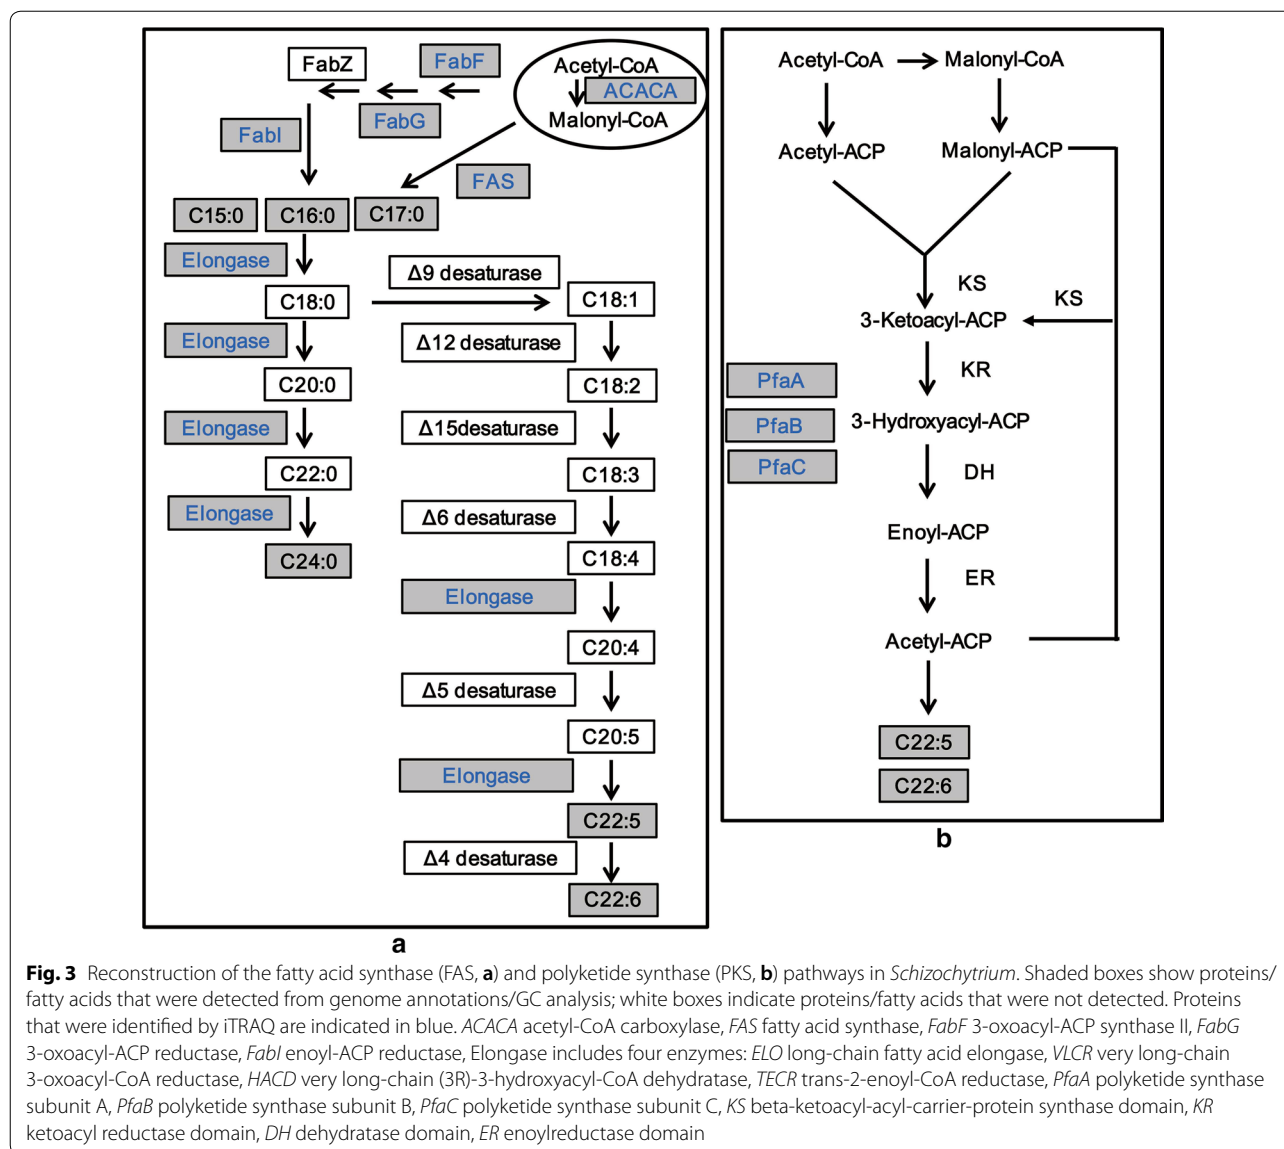 FabZ
FabF
FabG
FabI
Acetyl-CoA
ACACA
Malonyl-CoA
FAS
C15:0
C16:0
C17:0
Elongase
C18:0
Elongase
C20:0
Elongase
C22:0
Elongase
C24:0
Δ9 desaturase
C18:1
Δ12 desaturase
C18:2
Δ15desaturase
C18:3
Δ6 desaturase
C18:4
Elongase
C20:4
Δ5 desaturase
C20:5
Elongase
C22:5
Δ4 desaturase
C22:6
a
Acetyl-CoA
Malonyl-CoA
Acetyl-ACP
Malonyl-ACP
KS
KS
3-Ketoacyl-ACP
KR
PfaA
PfaB
PfaC
3-Hydroxyacyl-ACP
DH
Enoyl-ACP
ER
Acetyl-ACP
C22:5
C22:6
b
Fig. 3 Reconstruction of the fatty acid synthase (FAS, a) and polyketide synthase (PKS, b) pathways in Schizochytrium. Shaded boxes show proteins/
fatty acids that were detected from genome annotations/GC analysis; white boxes indicate proteins/fatty acids that were not detected. Proteins
that were identified by iTRAQ are indicated in blue. ACACA acetyl-CoA carboxylase, FAS fatty acid synthase, FabF 3-oxoacyl-ACP synthase II, FabG
3-oxoacyl-ACP reductase, FabI enoyl-ACP reductase, Elongase includes four enzymes: ELO long-chain fatty acid elongase, VLCR very long-chain
3-oxoacyl-CoA reductase, HACD very long-chain (3R)-3-hydroxyacyl-CoA dehydratase, TECR trans-2-enoyl-CoA reductase, PfaA polyketide synthase
subunit A, PfaB polyketide synthase subunit B, PfaC polyketide synthase subunit C, KS beta-ketoacyl-acyl-carrier-protein synthase domain, KR
ketoacyl reductase domain, DH dehydratase domain, ER enoylreductase domain